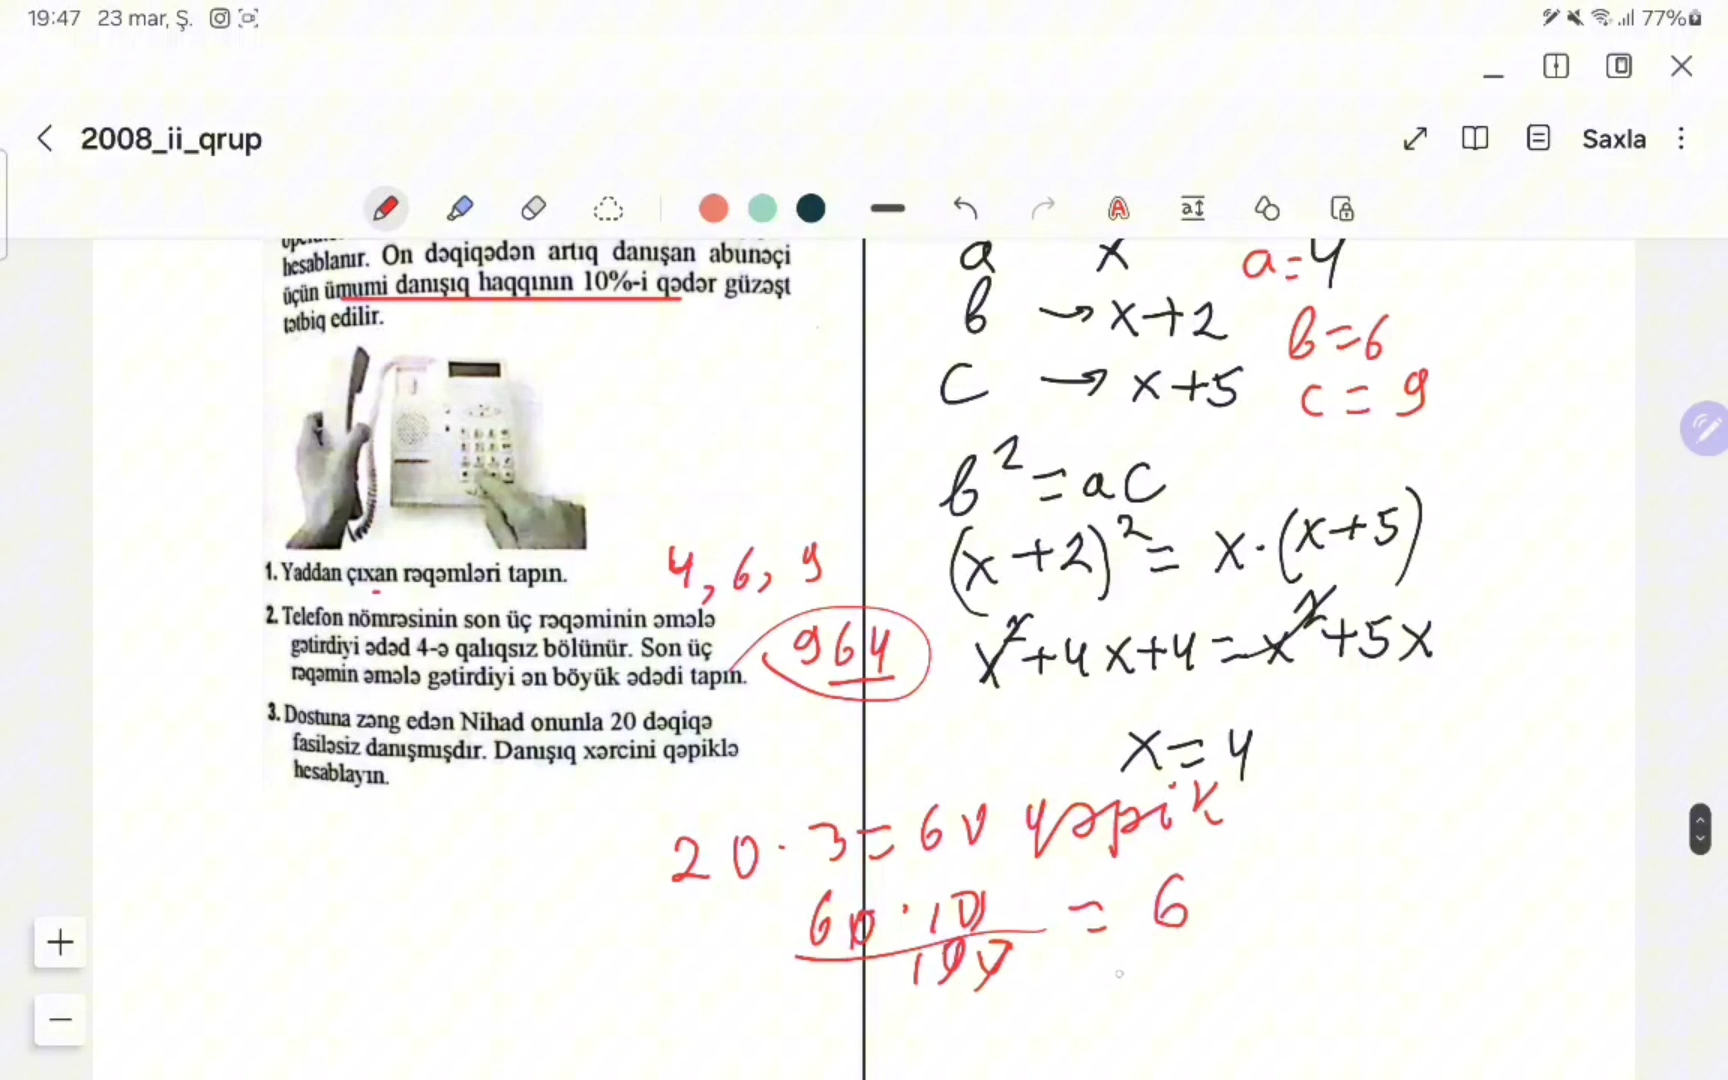 19:47 23 mar, Ş.
77%
2008_ii_qrup
Saxla
hesablanır. On dəqiqədən artıq danışan abunəçi
üçün ümumi danışıq haqqının 10%-i qədər güzəşt
tətbiq edilir.
1. Yaddan çıxan rəqəmləri tapın.
4, 6, 9
2. Telefon nömrəsinin son üç rəqəminin əmələ
gətirdiyi ədəd 4-ə qalıqsız bölünür. Son üç
rəqəmin əmələ gətirdiyi ən böyük ədədi tapın.
964
3. Dostuna zəng edən Nihad onunla 20 dəqiqə
fasiləsiz danışmışdır. Danışıq xərcini qəpiklə
hesablayın.
a x a=4
b → x+2 b=6
c → x+5 c=9
b²=ac
(x+2)²= x·(x+5)
x²+4x+4=x²+5x
x=4
20·3=60 qəpik
60·10 = 6
100